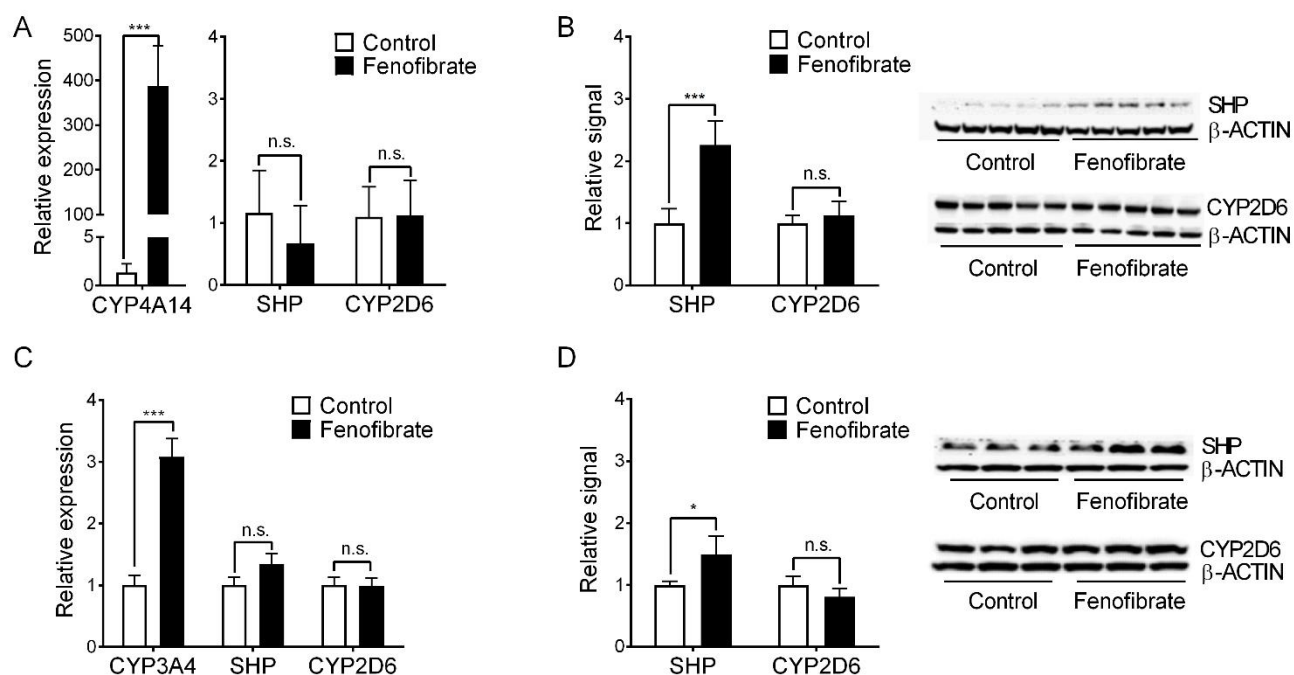 A
Relative expression
500
400
300
200
100
5
0
***
CYP4A14
4
3
2
1
0
Control
Fenofibrate
n.s.
n.s.
SHP
CYP2D6
B
Relative signal
4
3
2
1
0
Control
Fenofibrate
***
n.s.
SHP
CYP2D6
SHP
β-ACTIN
Control
Fenofibrate
CYP2D6
β-ACTIN
Control
Fenofibrate
C
Relative expression
4
3
2
1
0
Control
Fenofibrate
***
n.s.
n.s.
CYP3A4
SHP
CYP2D6
D
Relative signal
4
3
2
1
0
Control
Fenofibrate
*
n.s.
SHP
CYP2D6
SHP
β-ACTIN
Control
Fenofibrate
CYP2D6
β-ACTIN
Control
Fenofibrate